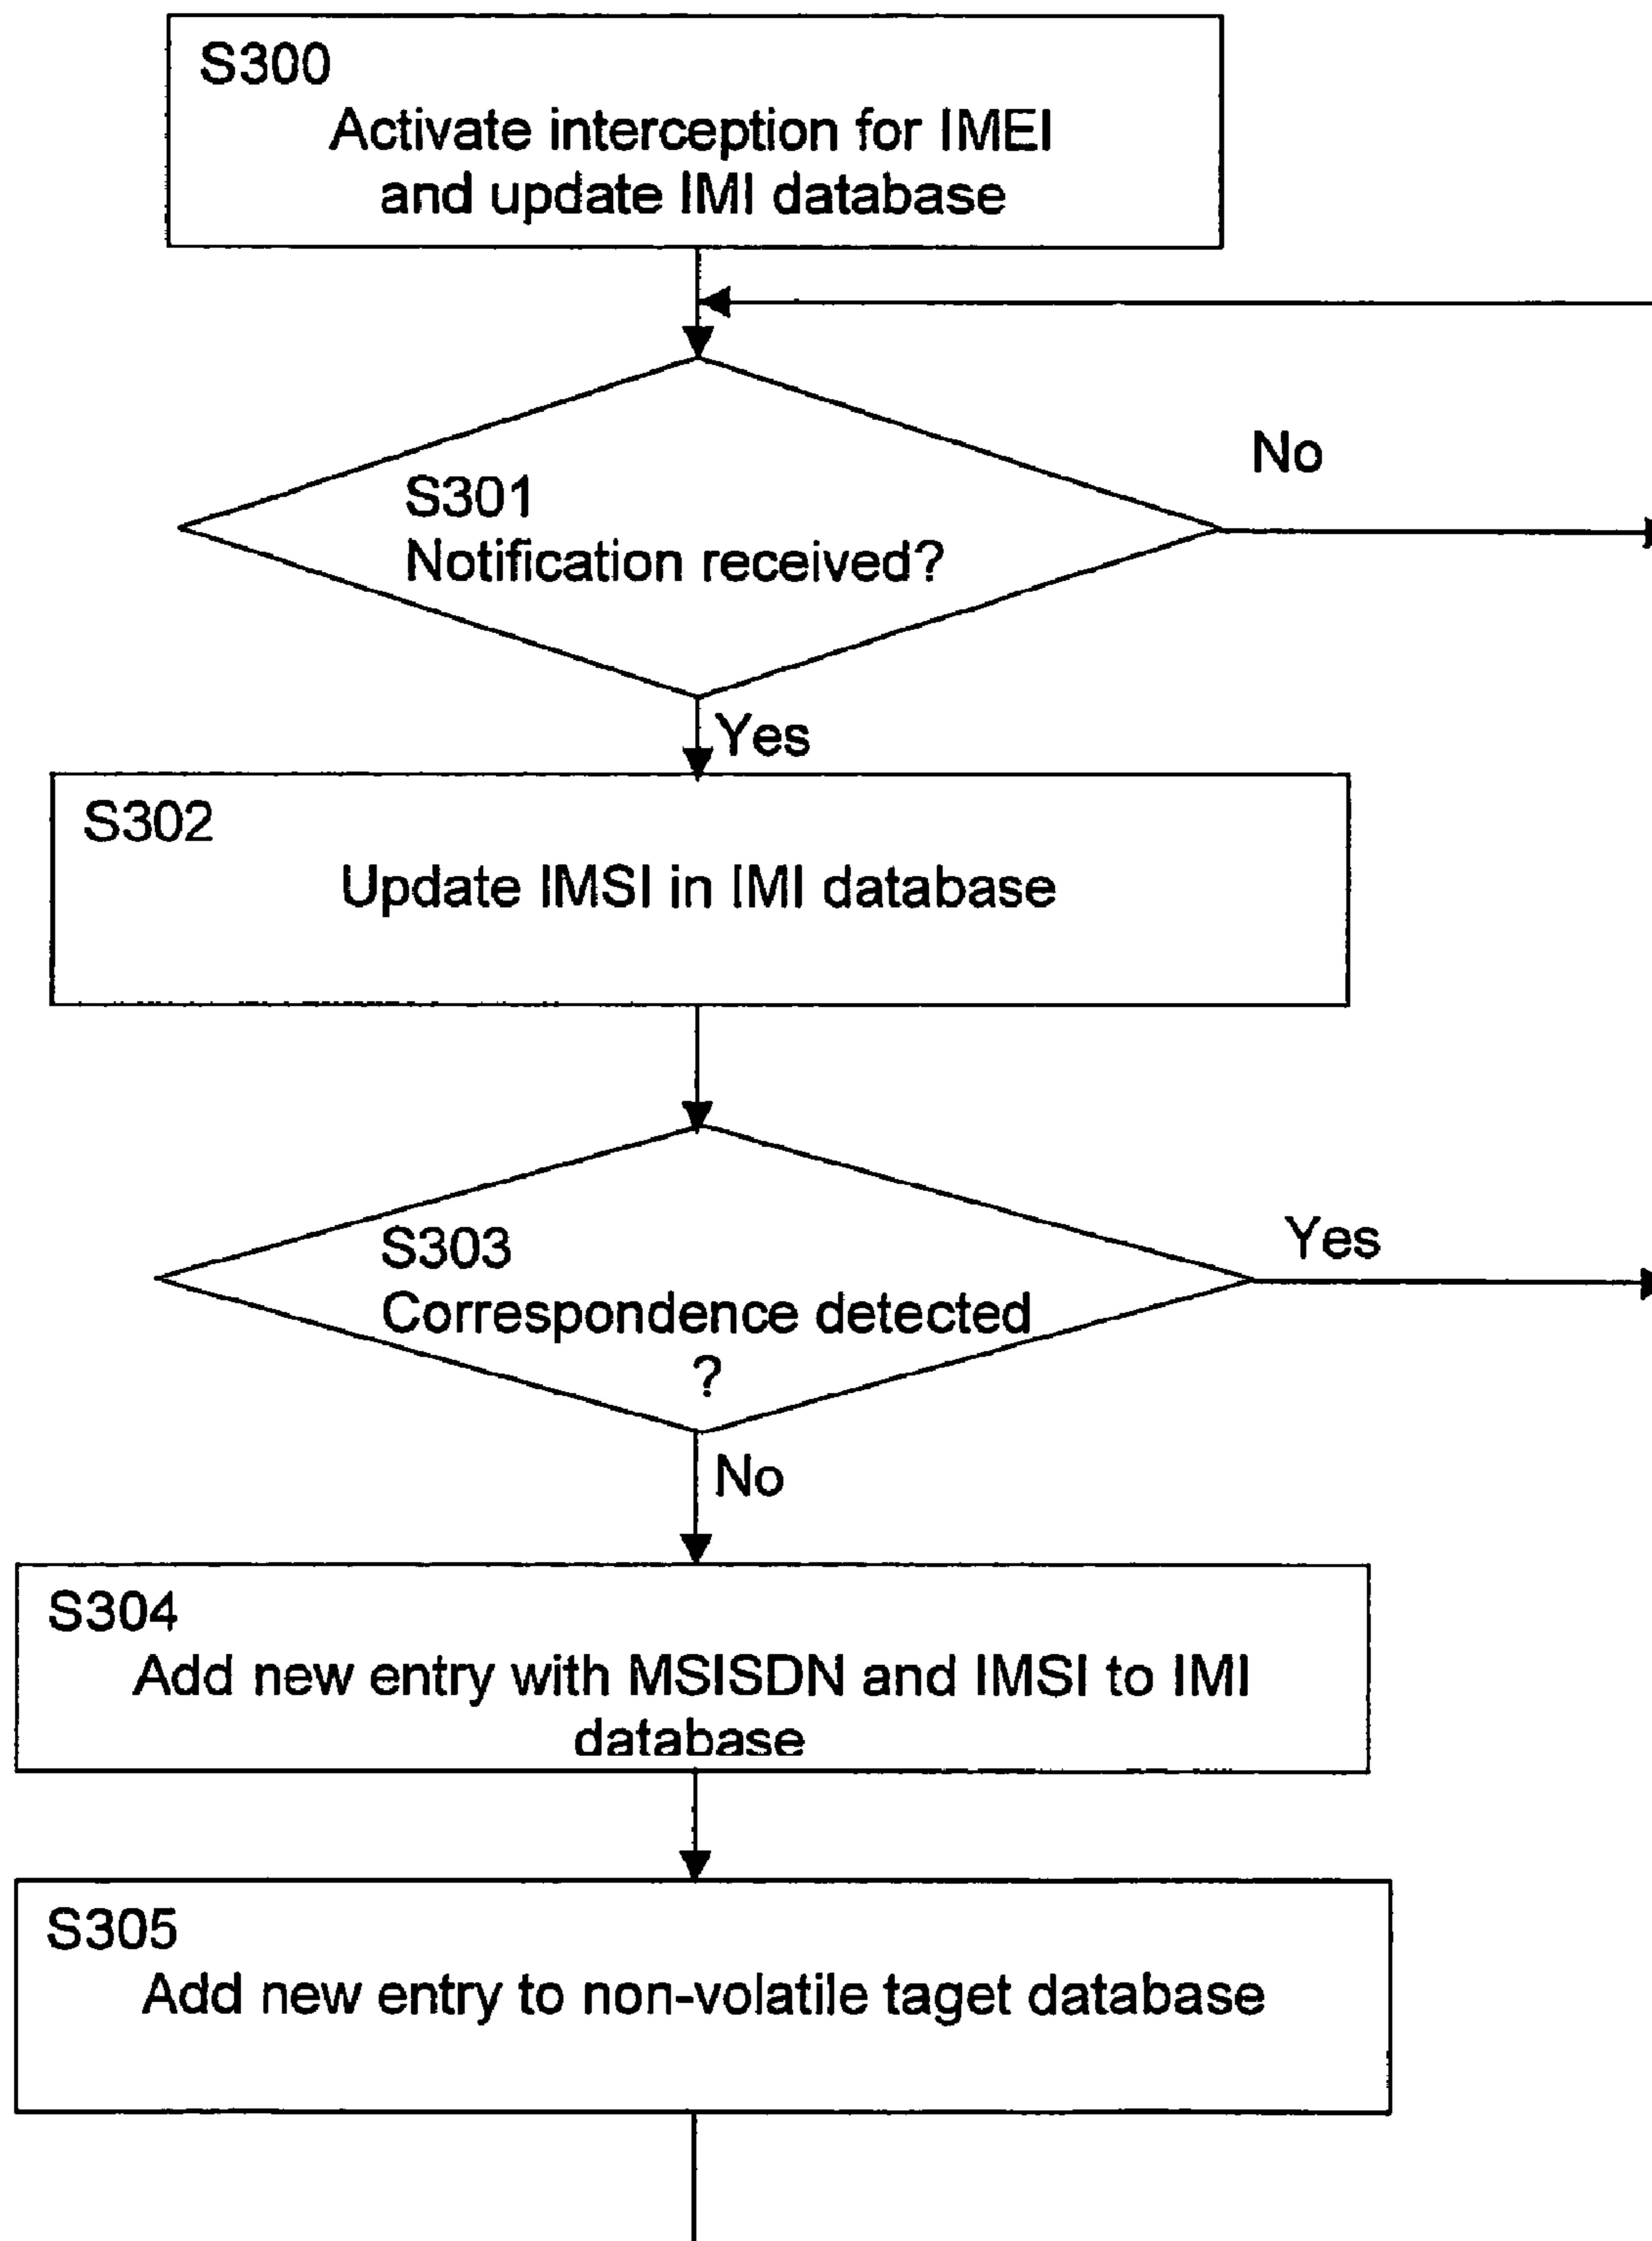 S300
Activate interception for IMEI
and update IMI database
No
S301
Notification received?
Yes
S302
Update IMSI in IMI database
Yes
S303
Correspondence detected
?
No
S304
Add new entry with MSISDN and IMSI to IMI
database
S305
Add new entry to non-volatile taget database